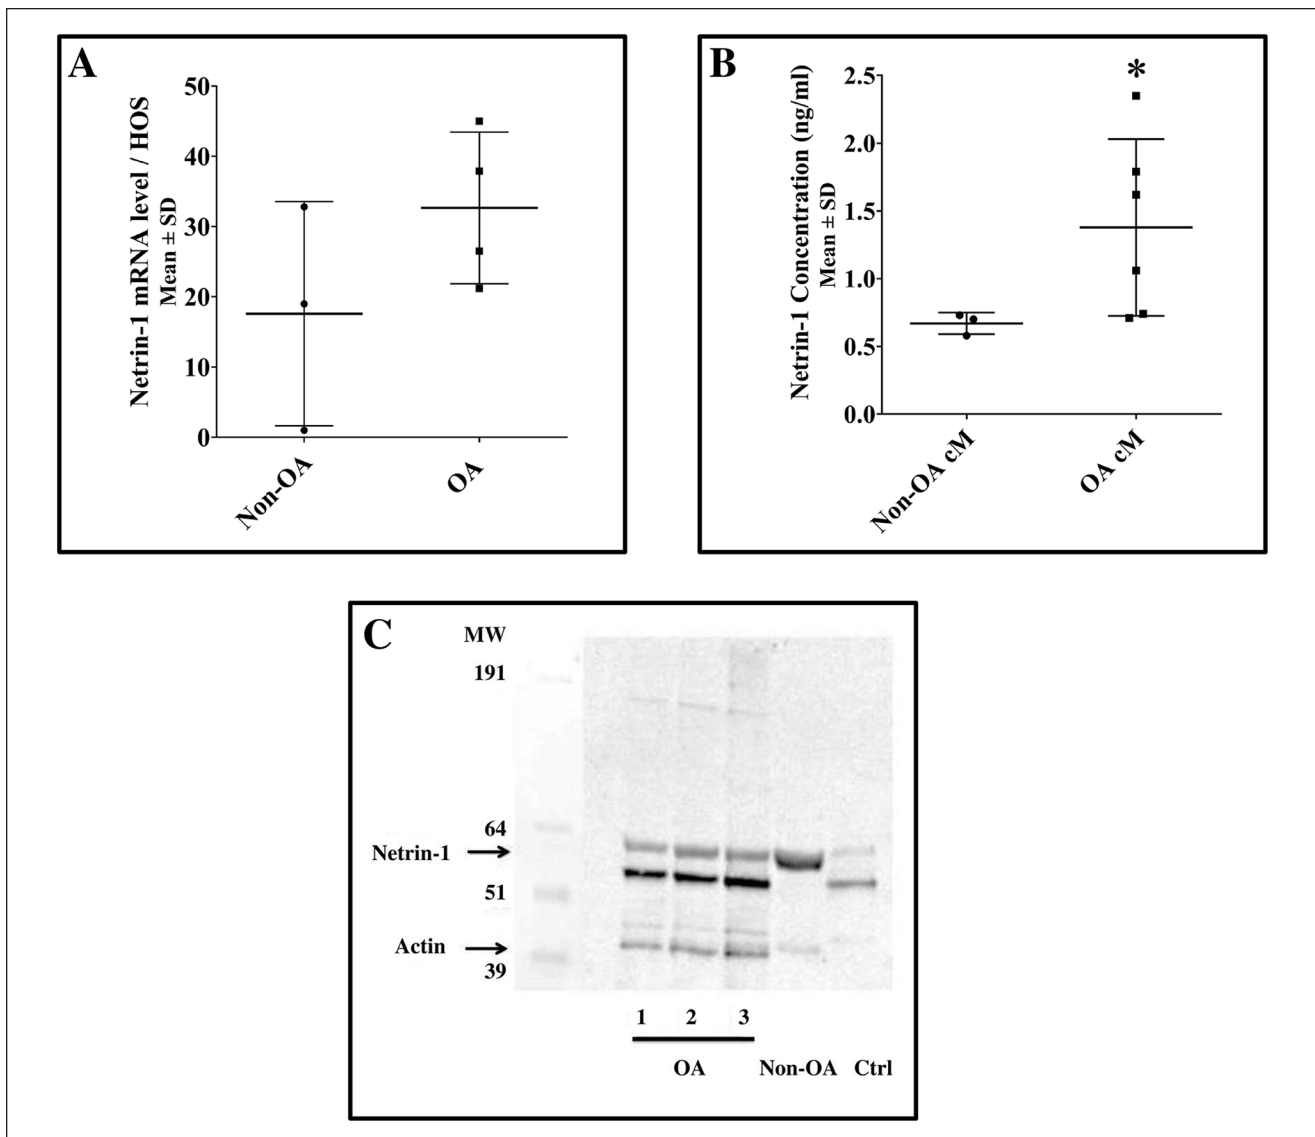 A
Netrin-1 mRNA level / HOS
Mean ± SD
50
40
30
20
10
0
Non-OA
OA
B
Netrin-1 Concentration (ng/ml)
Mean ± SD
2.5
2.0
1.5
1.0
0.5
0.0
*
Non-OA cM
OA cM
C
MW
191
64
Netrin-1
51
Actin
39
1 2 3
OA Non-OA Ctrl